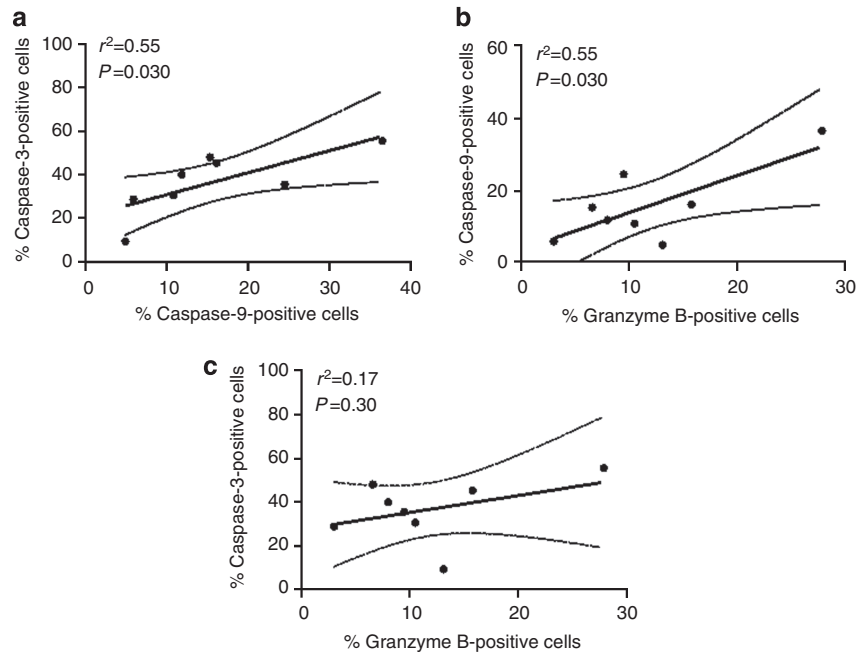 a
r²=0.55
P=0.030
100
80
60
40
20
0
% Caspase-3-positive cells
0 10 20 30 40
% Caspase-9-positive cells
b
r²=0.55
P=0.030
60
40
20
0
% Caspase-9-positive cells
0 10 20 30
% Granzyme B-positive cells
c
r²=0.17
P=0.30
100
80
60
40
20
0
% Caspase-3-positive cells
0 10 20 30
% Granzyme B-positive cells